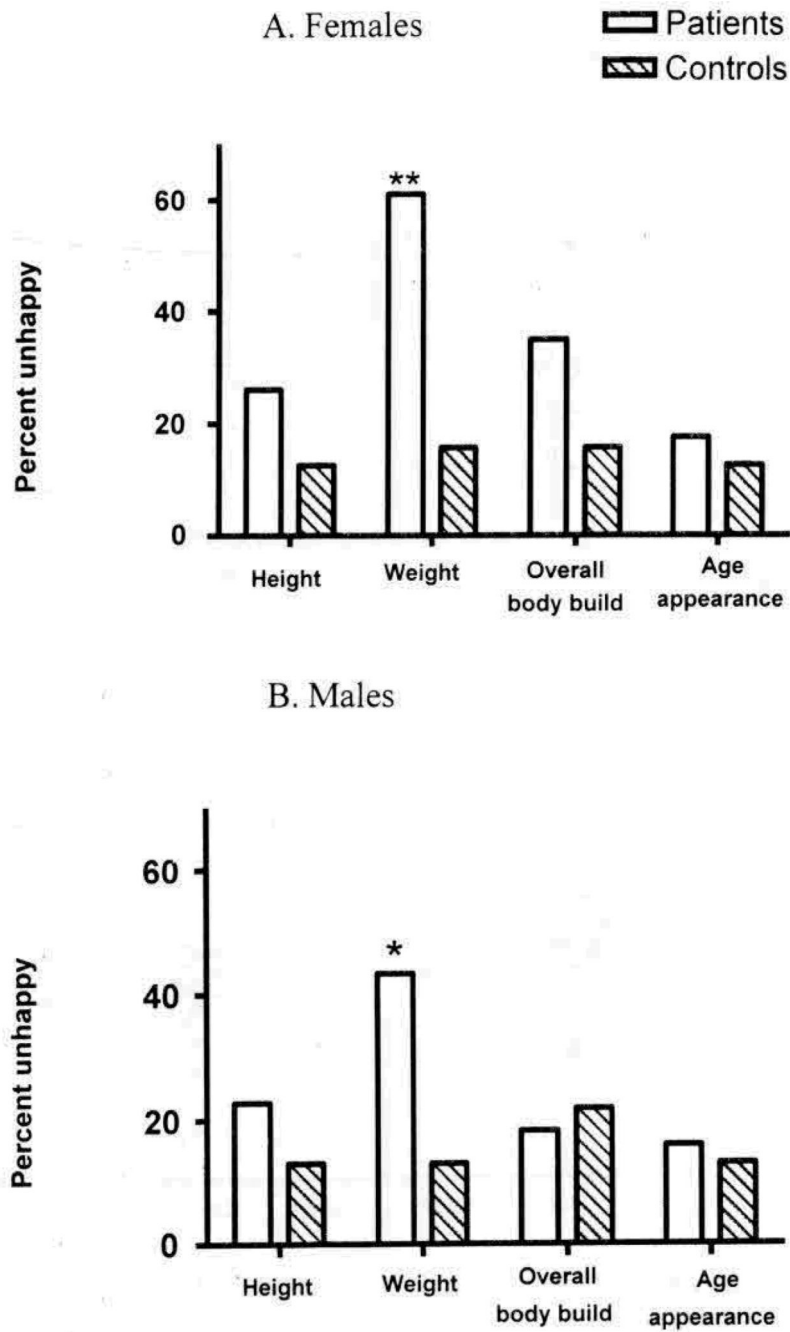 A. Females
Patients
Controls
Percent unhappy
60
40
20
0
**
Height
Weight
Overall
body build
Age
appearance
B. Males
Percent unhappy
60
40
20
0
*
Height
Weight
Overall
body build
Age
appearance